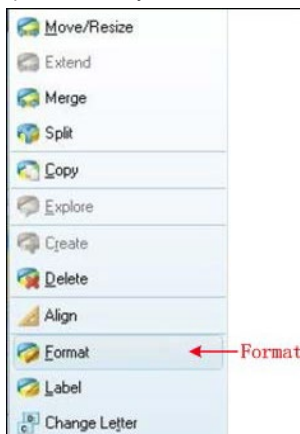 Move/Resize
Extend
Merge
Split
Copy
Explore
Create
Delete
Align
Format
Format
Label
Change Letter